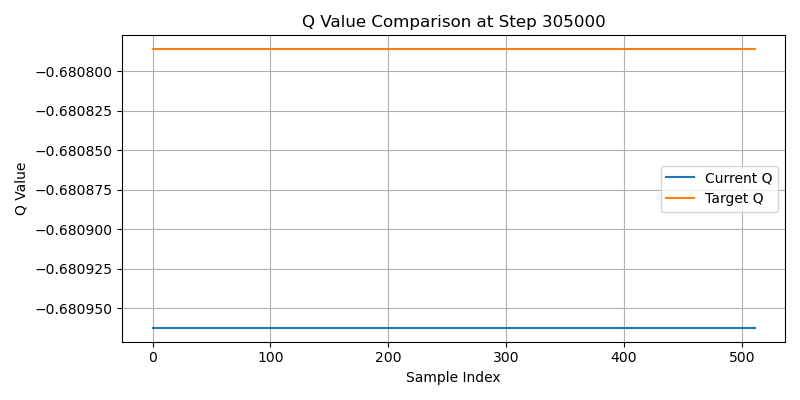 Q Value Comparison at Step 305000
Q Value
−0.680800
−0.680825
−0.680850
−0.680875
−0.680900
−0.680925
−0.680950
Current Q
Target Q
0 100 200 300 400 500
Sample Index